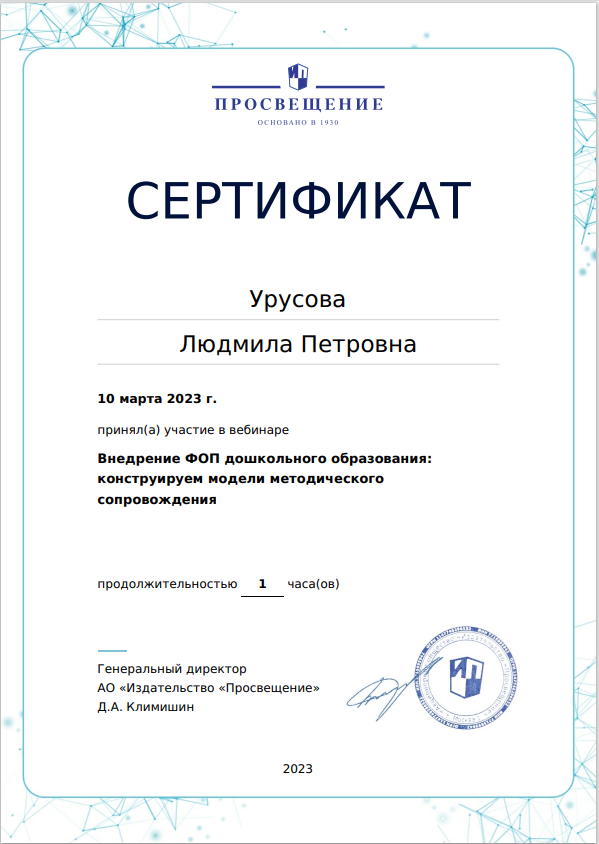 ПРОСВЕЩЕНИЕ
ОСНОВАНО В 1930
СЕРТИФИКАТ
Урусова
Людмила Петровна
10 марта 2023 г.
принял(а) участие в вебинаре
Внедрение ФОП дошкольного образования:
конструируем модели методического
сопровождения
продолжительностью 1 часа(ов)
Генеральный директор
АО «Издательство «Просвещение»
Д.А. Климишин
2023